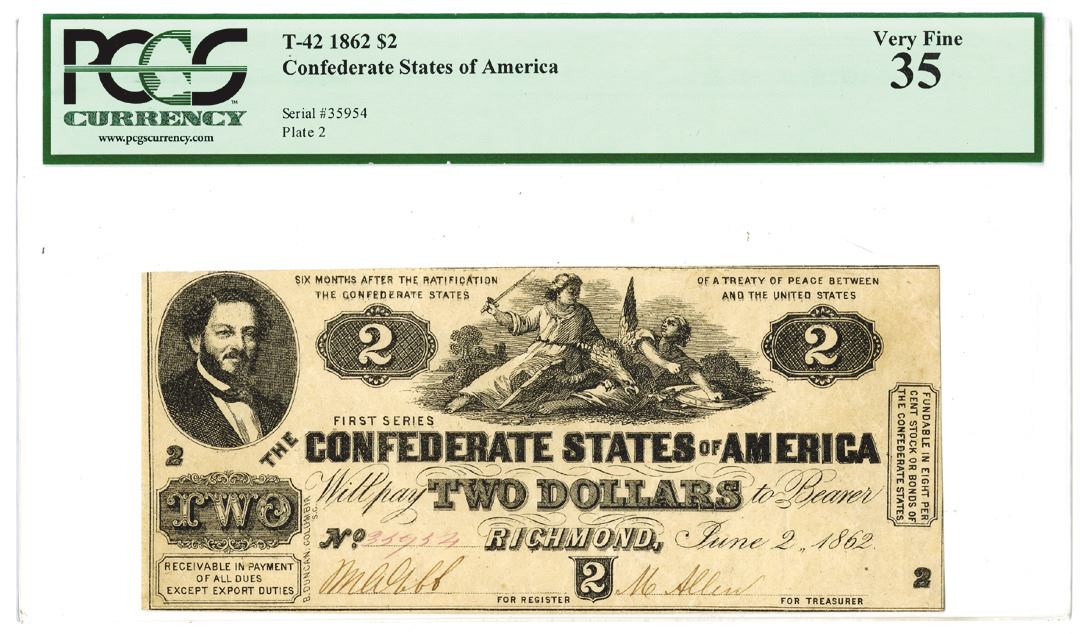 PCGS
CURRENCY
www.pcgscurrency.com
T-42 1862 $2
Confederate States of America
Serial #35954
Plate 2
Very Fine
35
SIX MONTHS AFTER THE RATIFICATION
THE CONFEDERATE STATES
OF A TREATY OF PEACE BETWEEN
AND THE UNITED STATES
2
2
FIRST SERIES
THE CONFEDERATE STATES OF AMERICA
2
TWO
Will pay TWO DOLLARS to Bearer
No 35954 RICHMOND, June 2, 1862.
FUNDABLE IN EIGHT PER
CENT STOCK OR BONDS OF
THE CONFEDERATE STATES
B. DUNCAN, COLUMBIA
S.C.
RECEIVABLE IN PAYMENT
OF ALL DUES
EXCEPT EXPORT DUTIES
2
M Allen
2
FOR REGISTER
FOR TREASURER